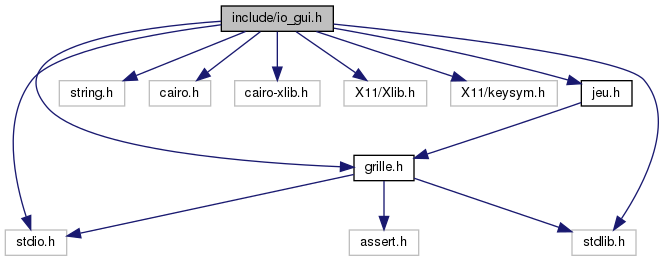 include/io_gui.h
string.h
cairo.h
cairo-xlib.h
X11/Xlib.h
X11/keysym.h
jeu.h
grille.h
stdio.h
assert.h
stdlib.h